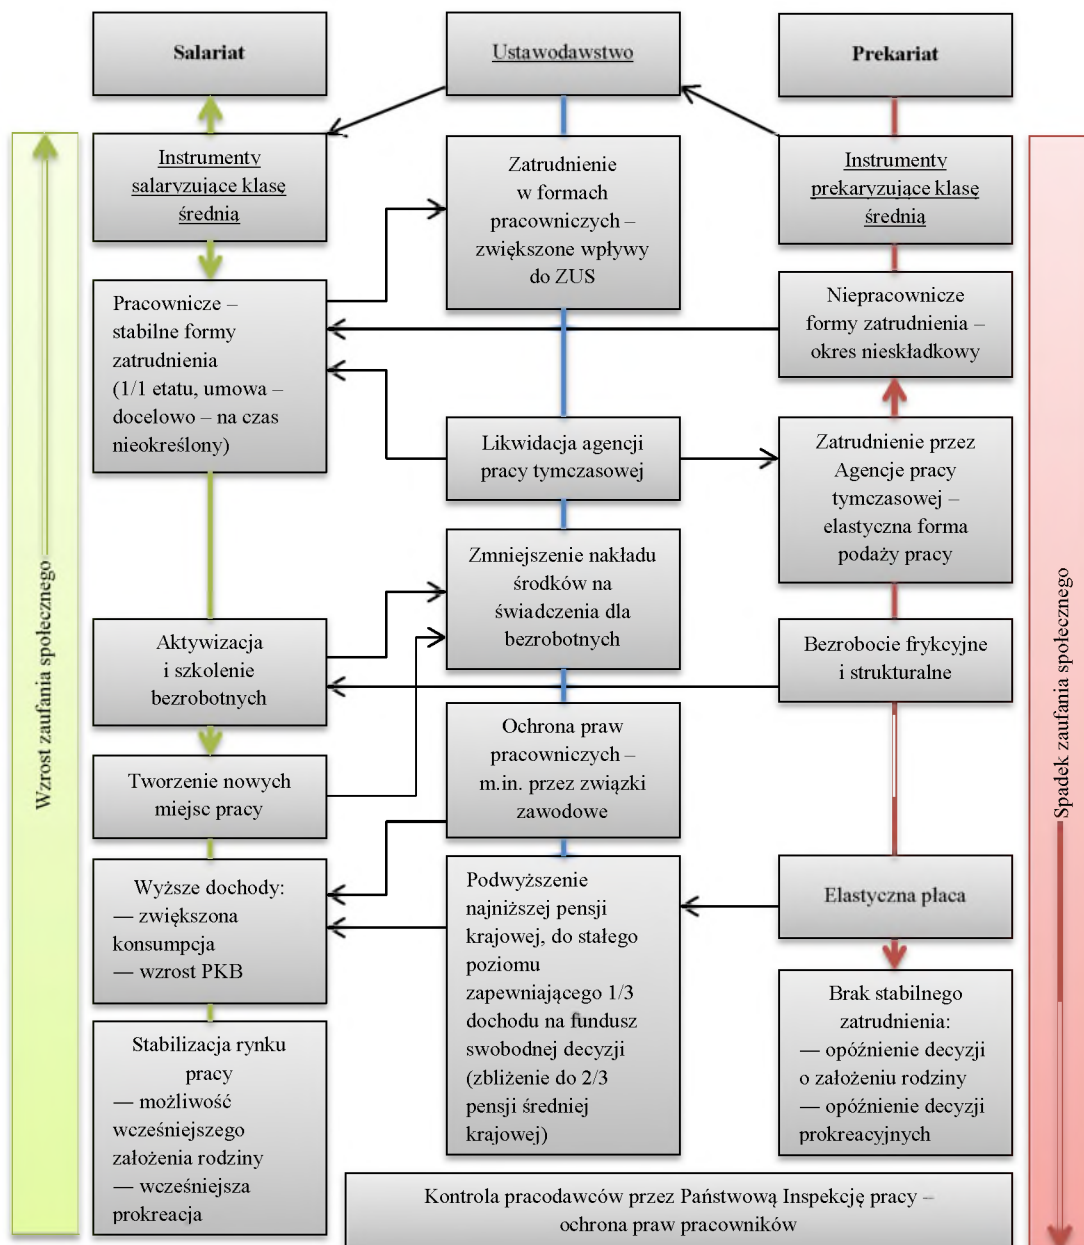 Salariat
Ustawodawstwo
Prekariat
Wzrost zaufania społecznego
Instrumenty
salaryzujące klasę
średnią
Pracownicze –
stabilne formy
zatrudnienia
(1/1 etatu, umowa –
docelowo – na czas
nieokreślony)
Aktywizacja
i szkolenie
bezrobotnych
Tworzenie nowych
miejsc pracy
Wyższe dochody:
— zwiększona
konsumpcja
— wzrost PKB
Stabilizacja rynku
pracy
— możliwość
wcześniejszego
założenia rodziny
— wcześniejsza
prokreacja
Zatrudnienie
w formach
pracowniczych –
zwiększone wpływy
do ZUS
Likwidacja agencji
pracy tymczasowej
Zmniejszenie nakładu
środków na
świadczenia dla
bezrobotnych
Ochrona praw
pracowniczych –
m.in. przez związki
zawodowe
Podwyższenie
najniższej pensji
krajowej, do stałego
poziomu
zapewniającego 1/3
dochodu na fundusz
swobodnej decyzji
(zbliżenie do 2/3
pensji średniej
krajowej)
Instrumenty
prekaryzujące klasę
średnią
Niepracownicze
formy zatrudnienia –
okres nieskładkowy
Zatrudnienie przez
Agencje pracy
tymczasowej –
elastyczna forma
podaży pracy
Bezrobocie frykcyjne
i strukturalne
Elastyczna płaca
Brak stabilnego
zatrudnienia:
— opóźnienie decyzji
o założeniu rodziny
— opóźnienie decyzji
prokreacyjnych
Spadek zaufania społecznego
Kontrola pracodawców przez Państwową Inspekcję pracy –
ochrona praw pracowników